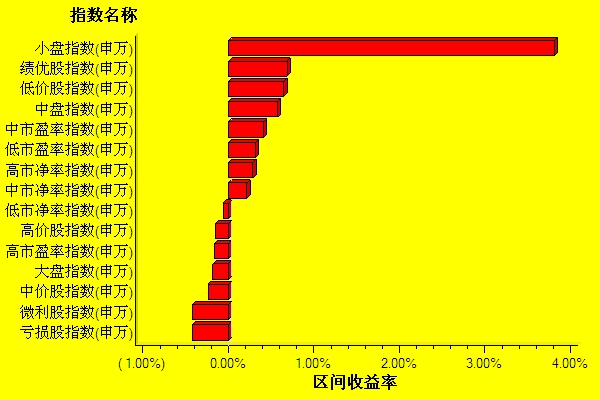 指数名称
小盘指数(申万)
绩优股指数(申万)
低价股指数(申万)
中盘指数(申万)
中市盈率指数(申万)
低市盈率指数(申万)
高市净率指数(申万)
中市净率指数(申万)
低市净率指数(申万)
高价股指数(申万)
高市盈率指数(申万)
大盘指数(申万)
中价股指数(申万)
微利股指数(申万)
亏损股指数(申万)
(1.00%) 0.00% 1.00% 2.00% 3.00% 4.00%
区间收益率